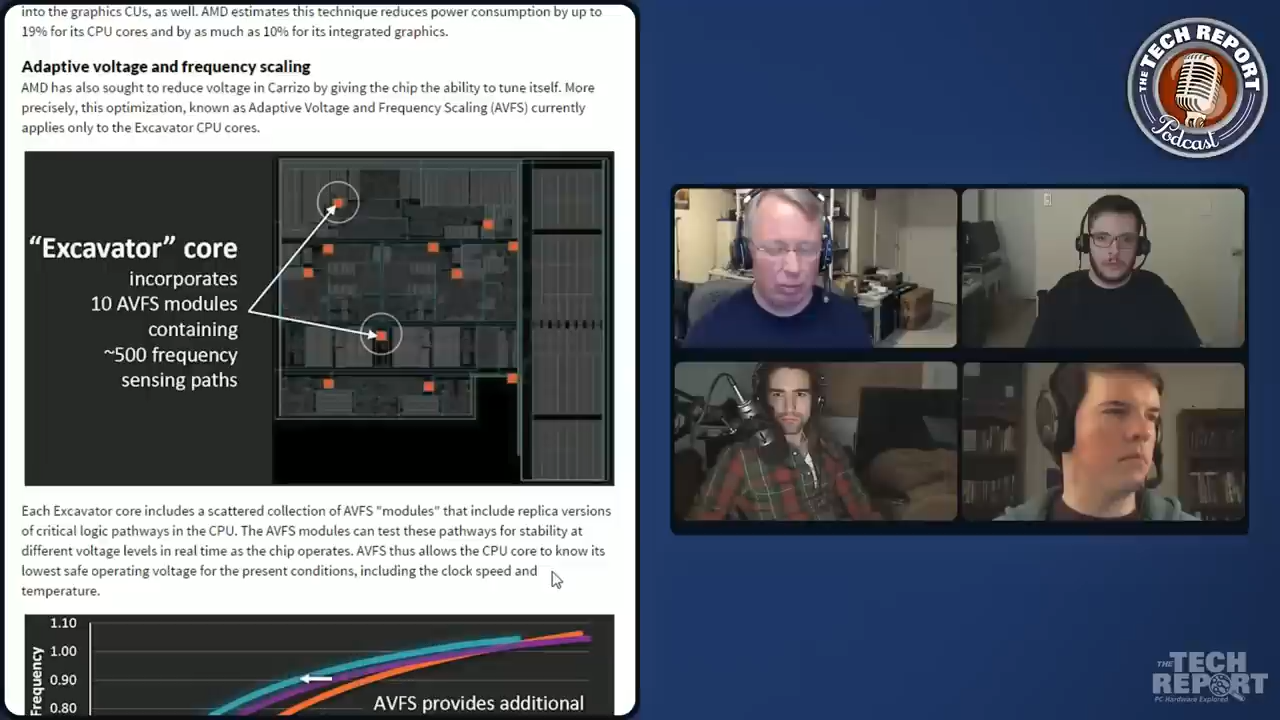 into the graphics CUs, as well. AMD estimates this technique reduces power consumption by up to
19% for its CPU cores and by as much as 10% for its integrated graphics.
Adaptive voltage and frequency scaling
AMD has also sought to reduce voltage in Carrizo by giving the chip the ability to tune itself. More
precisely, this optimization, known as Adaptive Voltage and Frequency Scaling (AVFS) currently
applies only to the Excavator CPU cores.
“Excavator” core
incorporates
10 AVFS modules
containing
~500 frequency
sensing paths
Each Excavator core includes a scattered collection of AVFS "modules" that include replica versions
of critical logic pathways in the CPU. The AVFS modules can test these pathways for stability at
different voltage levels in real time as the chip operates. AVFS thus allows the CPU core to know its
lowest safe operating voltage for the present conditions, including the clock speed and
temperature.
1.10
1.00
0.90
0.80
Frequency
AVFS provides additional
THE TECH REPORT
Podcast
THE TECH
REPORT
PC Hardware Explored